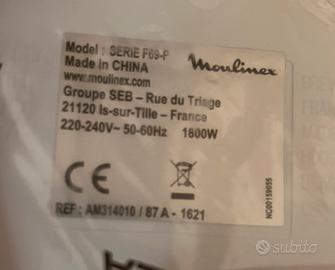 Model : SERIE F69-P
Moulinex
Made in CHINA
www.moulinex.com
Groupe SEB – Rue du Triage
21120 Is-sur-Tille – France
220-240V~ 50-60Hz 1800W
CE
REF : AM314010 / 87A - 1621
NC00159055
subito